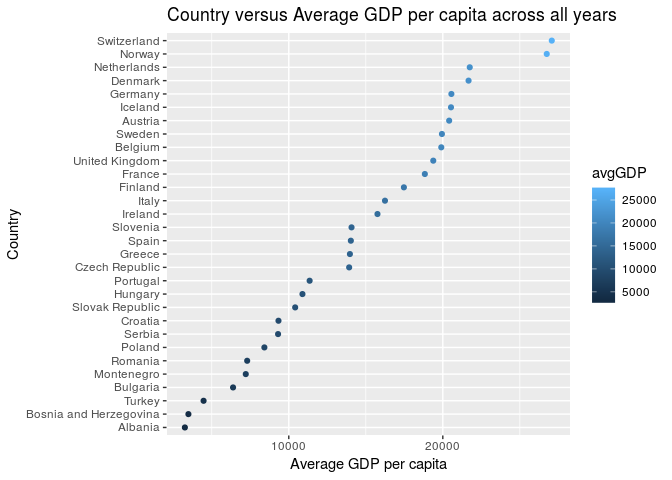 Country versus Average GDP per capita across all years
Switzerland
Norway
Netherlands
Denmark
Germany
Iceland
Austria
Sweden
Belgium
United Kingdom
France
Finland
Italy
Ireland
Slovenia
Spain
Greece
Czech Republic
Portugal
Hungary
Slovak Republic
Croatia
Serbia
Poland
Romania
Montenegro
Bulgaria
Turkey
Bosnia and Herzegovina
Albania
Country
10000 20000
Average GDP per capita
avgGDP
25000
20000
15000
10000
5000